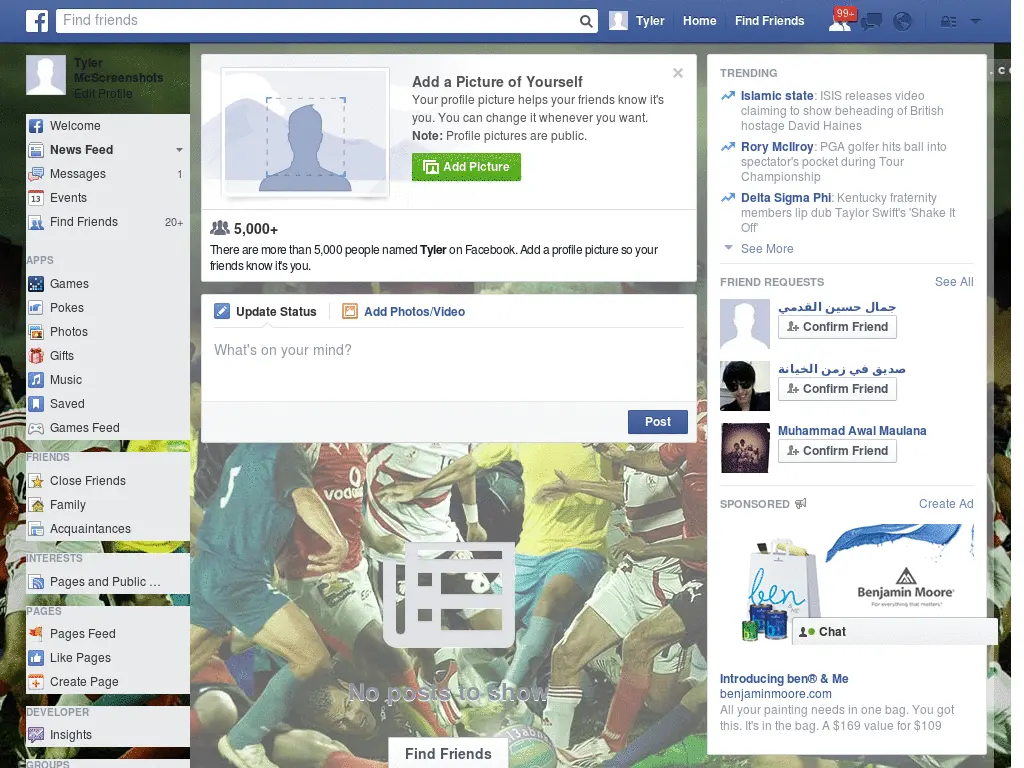 Find friends
Tyler Home Find Friends 99+
Tyler
McScreenshots
Edit Profile
Welcome
News Feed
Messages 1
13 Events
Find Friends 20+
APPS
Games
Pokes
Photos
Gifts
Music
Saved
Games Feed
FRIENDS
Close Friends
Family
Acquaintances
INTERESTS
Pages and Public ...
PAGES
Pages Feed
Like Pages
Create Page
DEVELOPER
Insights
GROUPS
Add a Picture of Yourself
Your profile picture helps your friends know it's
you. You can change it whenever you want.
Note: Profile pictures are public.
Add Picture
5,000+
There are more than 5,000 people named Tyler on Facebook. Add a profile picture so your
friends know it's you.
Update Status Add Photos/Video
What's on your mind?
Post
No posts to show
Find Friends
TRENDING
Islamic state: ISIS releases video
claiming to show beheading of British
hostage David Haines
Rory McIlroy: PGA golfer hits ball into
spectator's pocket during Tour
Championship
Delta Sigma Phi: Kentucky fraternity
members lip dub Taylor Swift's 'Shake It
Off'
See More
FRIEND REQUESTS See All
جمال حسين القدمي
Confirm Friend
صديق في زمن الخيانة
Confirm Friend
Muhammad Awal Maulana
Confirm Friend
SPONSORED Create Ad
ben
Benjamin Moore®
For everything that matters.
Chat
Introducing ben® & Me
benjaminmoore.com
All your painting needs in one bag. You got
this. It's in the bag. A $169 value for $109